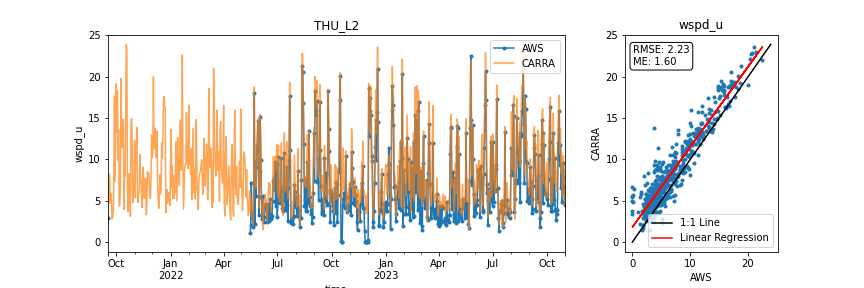 THU_L2
wspd_u
25
20
15
10
5
0
AWS
CARRA
Oct
Jan
2022
Apr
Jul
Oct
Jan
2023
Apr
Jul
Oct
time
wspd_u
CARRA
25
20
15
10
5
0
RMSE: 2.23
ME: 1.60
1:1 Line
Linear Regression
0
10
20
AWS